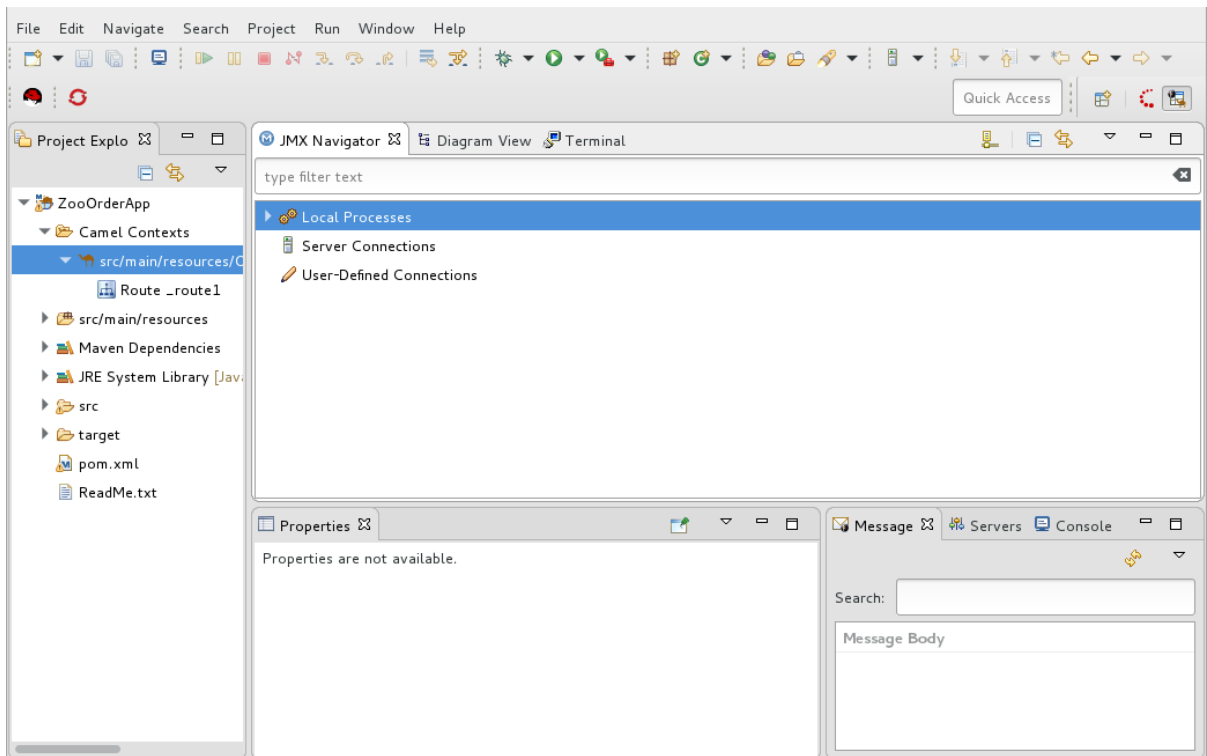 File Edit Navigate Search Project Run Window Help
Quick Access
Project Explo
ZooOrderApp
Camel Contexts
src/main/resources/C
Route _route1
src/main/resources
Maven Dependencies
JRE System Library [Java
src
target
pom.xml
ReadMe.txt
JMX Navigator Diagram View Terminal
type filter text
Local Processes
Server Connections
User-Defined Connections
Properties
Properties are not available.
Message Servers Console
Search:
Message Body